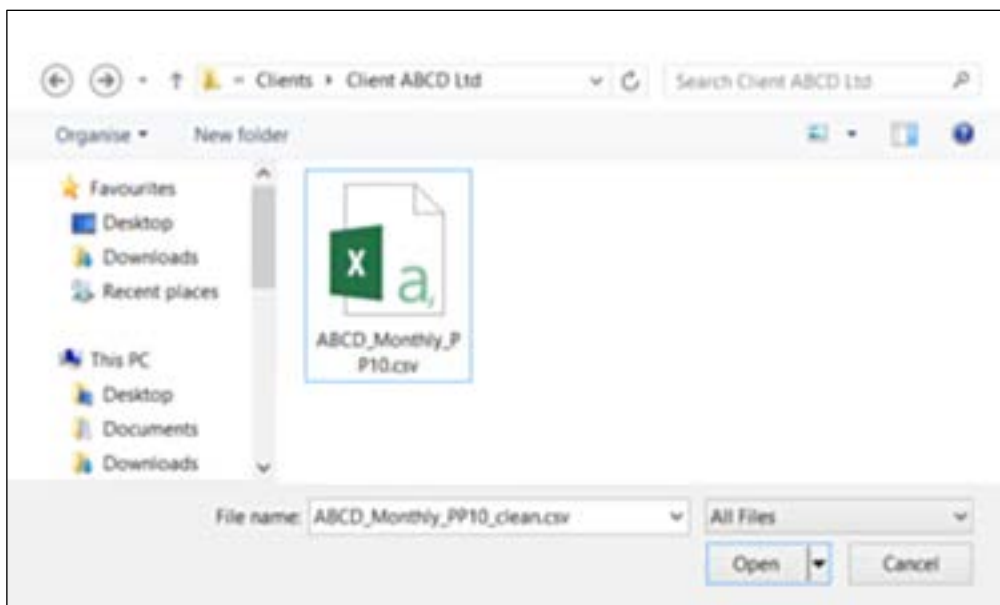 Clients Client ABCD Ltd
Search Client ABCD Ltd
Organise New folder
Favourites
Desktop
Downloads
Recent places
This PC
Desktop
Documents
Downloads
X a,
ABCD_Monthly_P
P10.csv
File name: ABCD_Monthly_PP10_clean.csv
All Files
Open Cancel